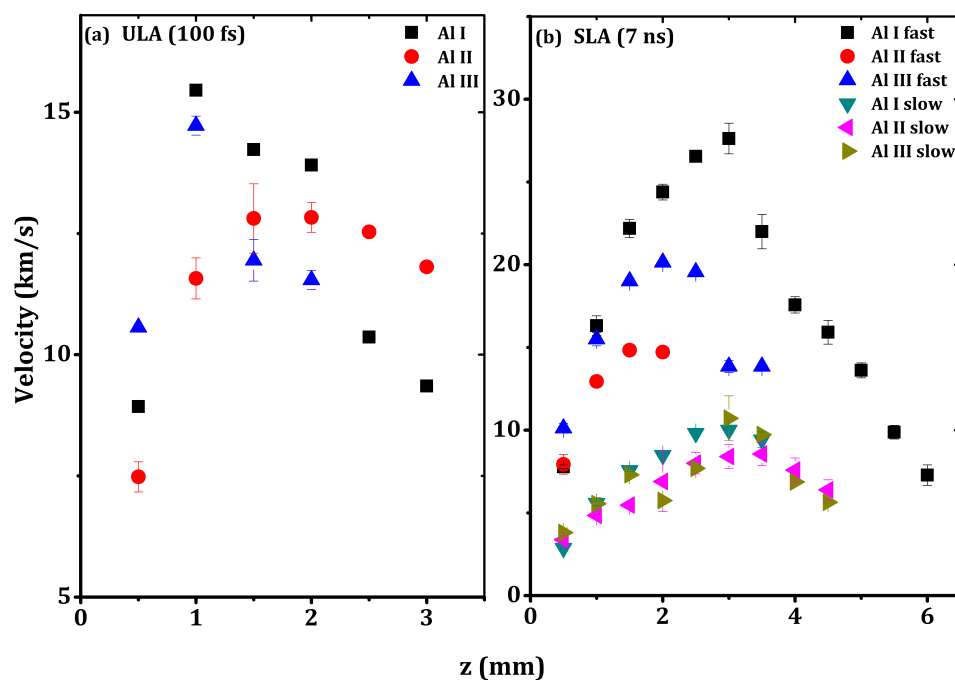 (a) ULA (100 fs)
Al I
Al II
Al III
(b) SLA (7 ns)
Al I fast
Al II fast
Al III fast
Al I slow
Al II slow
Al III slow
Velocity (km/s)
15
10
5
30
20
10
0
0 1 2 3
0 2 4 6
z (mm)